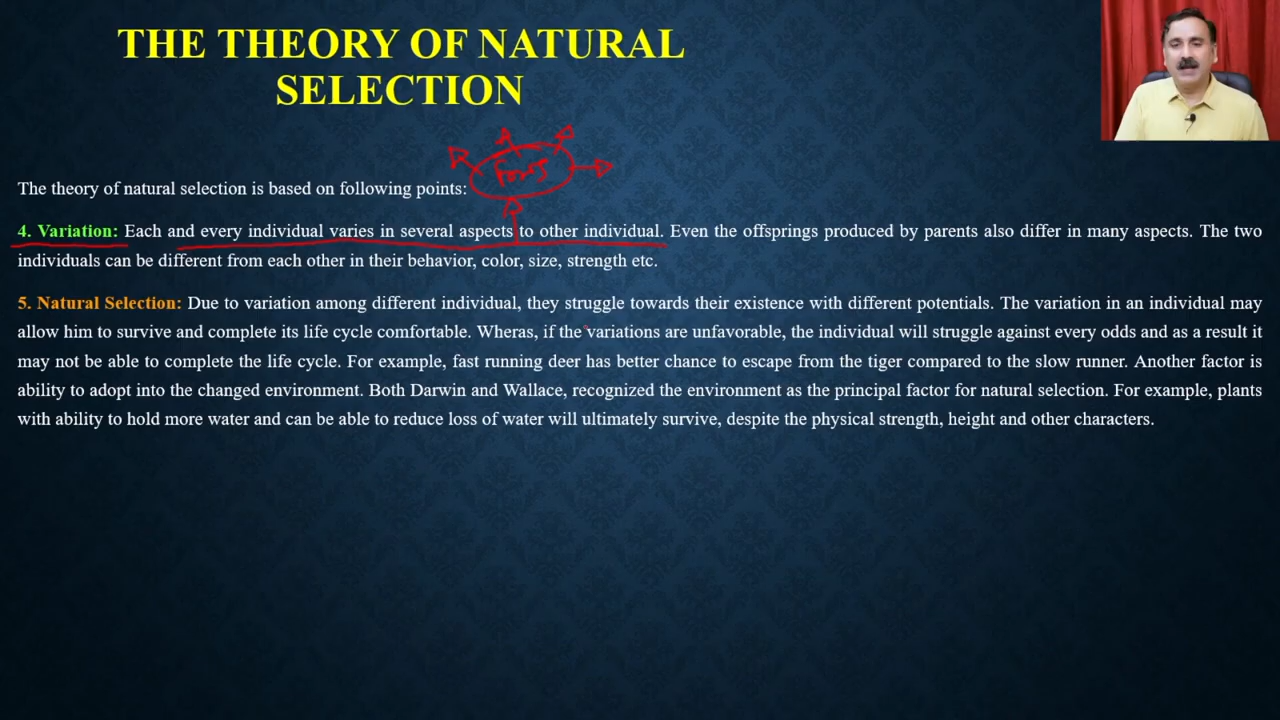 THE THEORY OF NATURAL
SELECTION
The theory of natural selection is based on following points:
4. Variation: Each and every individual varies in several aspects to other individual. Even the offsprings produced by parents also differ in many aspects. The two
individuals can be different from each other in their behavior, color, size, strength etc.
5. Natural Selection: Due to variation among different individual, they struggle towards their existence with different potentials. The variation in an individual may
allow him to survive and complete its life cycle comfortable. Wheras, if the variations are unfavorable, the individual will struggle against every odds and as a result it
may not be able to complete the life cycle. For example, fast running deer has better chance to escape from the tiger compared to the slow runner. Another factor is
ability to adopt into the changed environment. Both Darwin and Wallace, recognized the environment as the principal factor for natural selection. For example, plants
with ability to hold more water and can be able to reduce loss of water will ultimately survive, despite the physical strength, height and other characters.